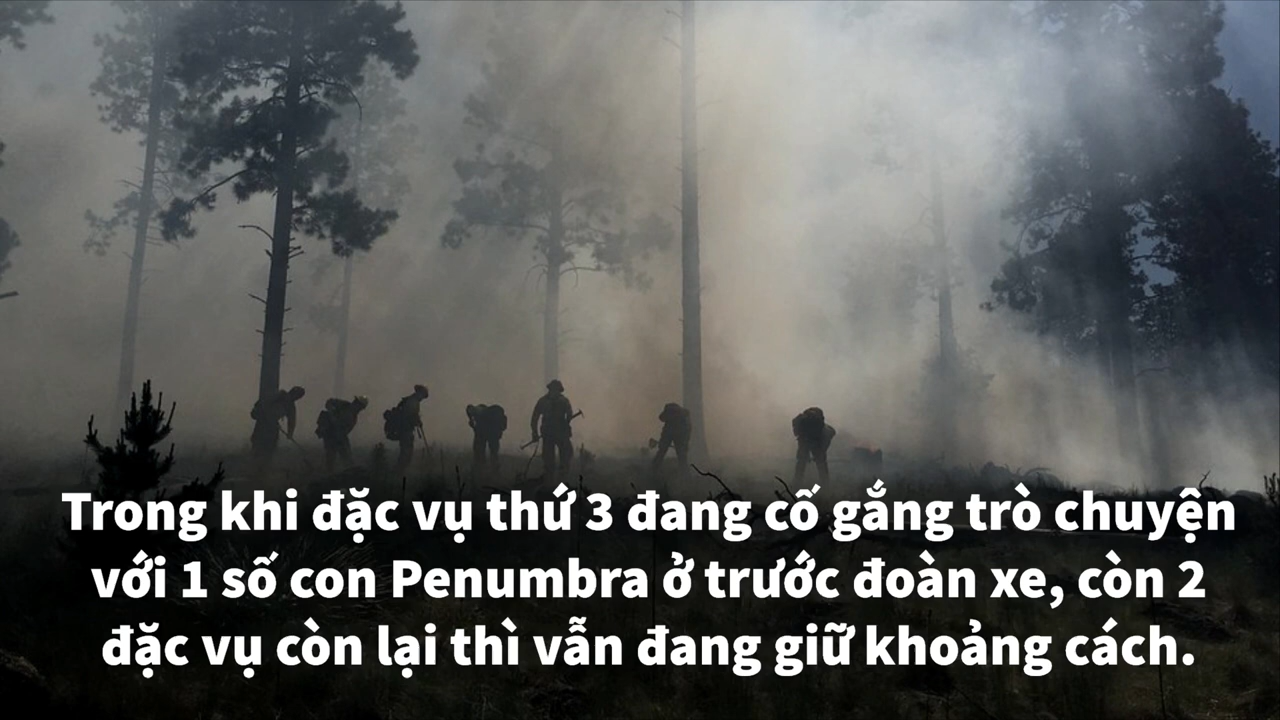 Trong khi đặc vụ thứ 3 đang cố gắng trò chuyện
với 1 số con Penumbra ở trước đoàn xe, còn 2
đặc vụ còn lại thì vẫn đang giữ khoảng cách.